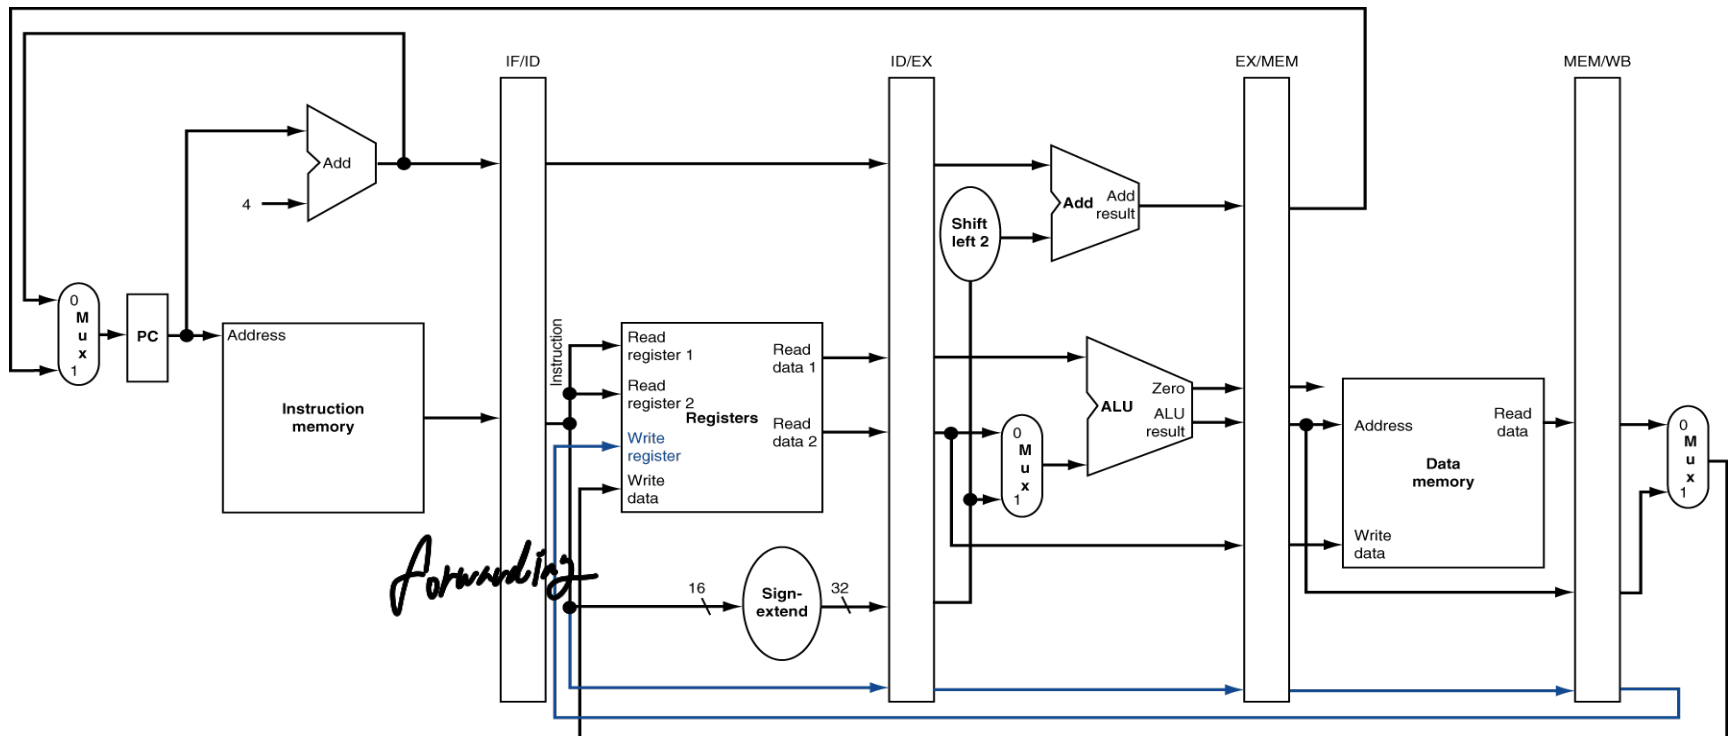 IF/ID
ID/EX
EX/MEM
MEM/WB
Add
4
Shift
left 2
Add
Add
result
0
M
u
x
1
PC
Address
Instruction
memory
Instruction
Read
register 1
Read
register 2
Write
register
Write
data
Registers
Read
data 1
Read
data 2
0
M
u
x
1
ALU
Zero
ALU
result
Address
Write
data
Data
memory
Read
data
0
M
u
x
1
forwarding
16
Sign-
extend
32